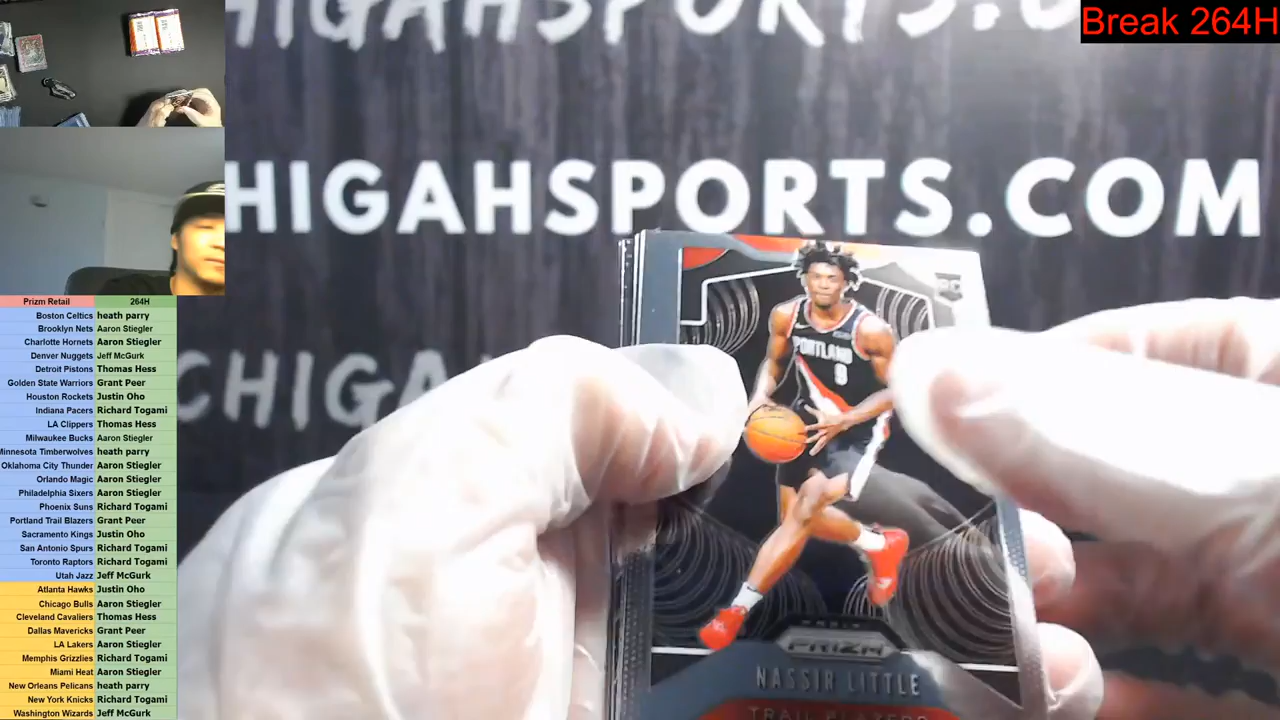 HIGAHSPORTS.C
Break 264H
HIGAHSPORTS.COM
CHIGAH
RC
PORTLAND
9
PRIZM
NASSIR LITTLE
TRAIL BLAZERS
Prizm Retail 264H
Boston Celtics heath parry
Brooklyn Nets Aaron Stiegler
Charlotte Hornets Aaron Stiegler
Denver Nuggets Jeff McGurk
Detroit Pistons Thomas Hess
Golden State Warriors Grant Peer
Houston Rockets Justin Oho
Indiana Pacers Richard Togami
LA Clippers Thomas Hess
Milwaukee Bucks Aaron Stiegler
Minnesota Timberwolves heath parry
Oklahoma City Thunder Aaron Stiegler
Orlando Magic Aaron Stiegler
Philadelphia Sixers Aaron Stiegler
Phoenix Suns Richard Togami
Portland Trail Blazers Grant Peer
Sacramento Kings Justin Oho
San Antonio Spurs Richard Togami
Toronto Raptors Richard Togami
Utah Jazz Jeff McGurk
Atlanta Hawks Justin Oho
Chicago Bulls Aaron Stiegler
Cleveland Cavaliers Thomas Hess
Dallas Mavericks Grant Peer
LA Lakers Aaron Stiegler
Memphis Grizzlies Richard Togami
Miami Heat Aaron Stiegler
New Orleans Pelicans heath parry
New York Knicks Richard Togami
Washington Wizards Jeff McGurk